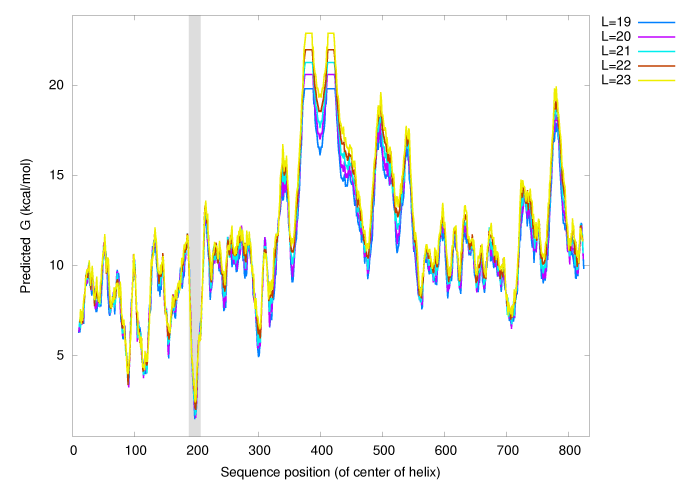 L=19
L=20
L=21
L=22
L=23
20
15
10
5
Predicted G (kcal/mol)
0 100 200 300 400 500 600 700 800
Sequence position (of center of helix)